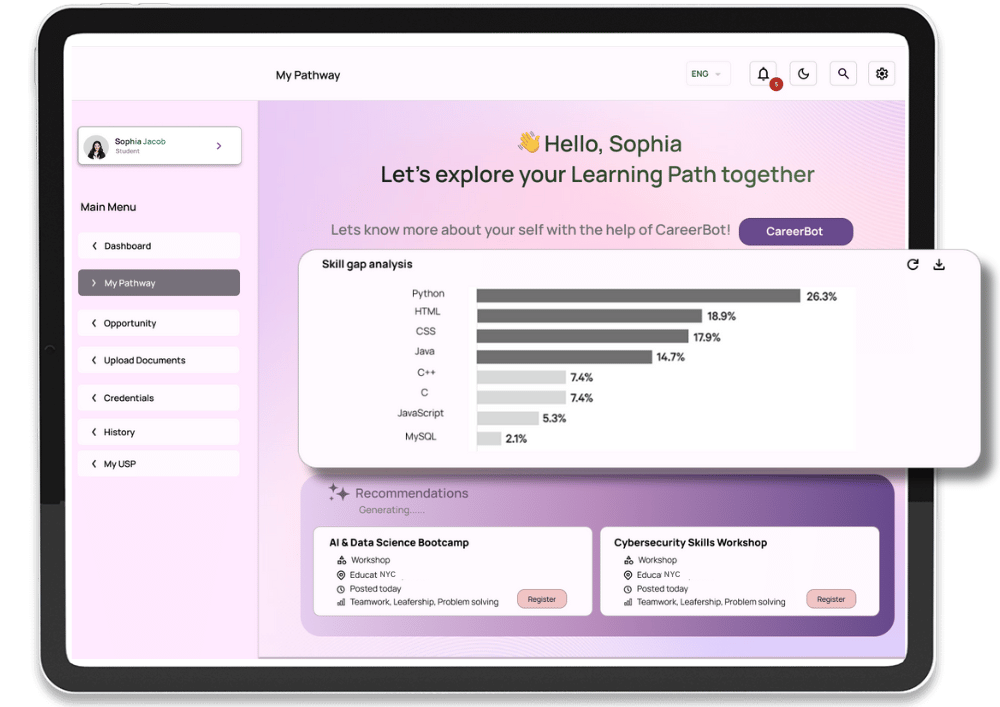 My Pathway
ENG
5
Sophia Jacob
Student
Main Menu
Dashboard
My Pathway
Opportunity
Upload Documents
Credentials
History
My USP
👋 Hello, Sophia
Let's explore your Learning Path together
Lets know more about your self with the help of CareerBot!
CareerBot
Skill gap analysis
Python 26.3%
HTML 18.9%
CSS 17.9%
Java 14.7%
C++ 7.4%
C 7.4%
JavaScript 5.3%
MySQL 2.1%
Recommendations
Generating......
AI & Data Science Bootcamp
Workshop
Educat NYC
Posted today
Teamwork, Leafership, Problem solving
Register
Cybersecurity Skills Workshop
Workshop
Educa NYC
Posted today
Teamwork, Leafership, Problem solving
Register